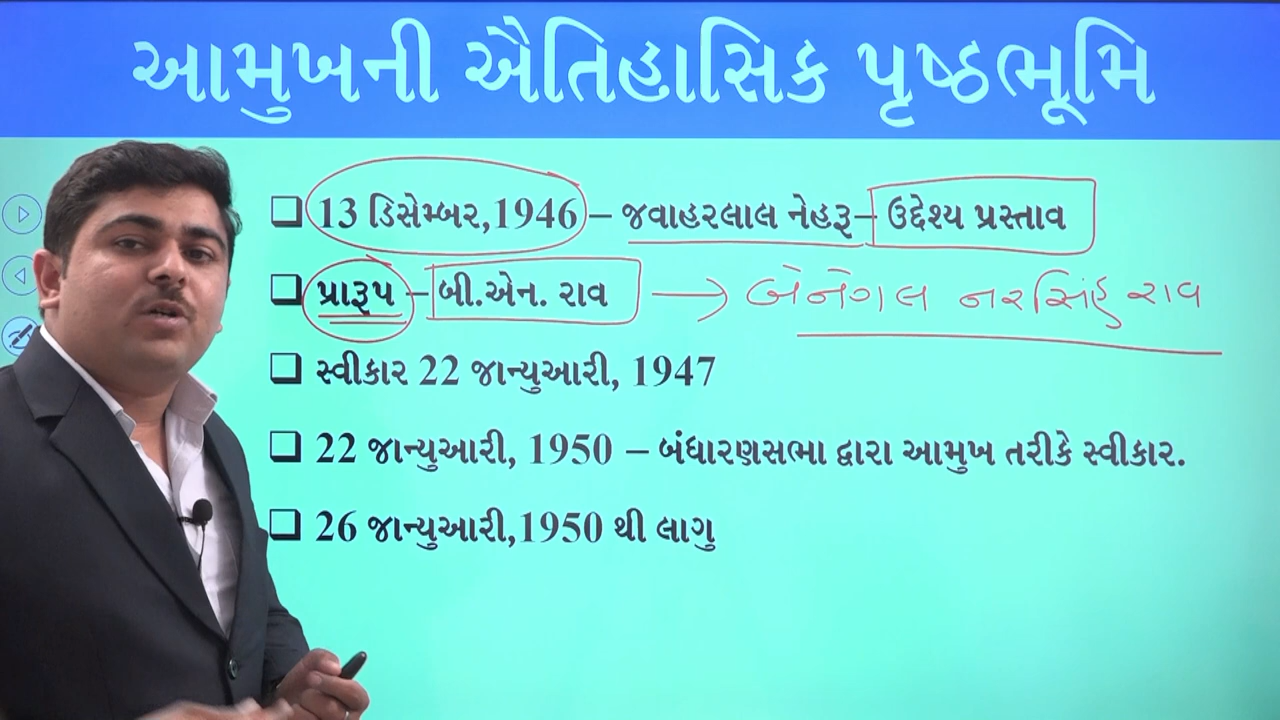 આમુખની ઐતિહાસિક પૃષ્ઠભૂમિ
13 ડિસેમ્બર,1946 – જવાહરલાલ નેહરૂ– ઉદ્દેશ્ય પ્રસ્તાવ
પ્રારૂપ – બી.એન. રાવ → બેનેગલ નરસિંહ રાવ
સ્વીકાર 22 જાન્યુઆરી, 1947
22 જાન્યુઆરી, 1950 – બંધારણસભા દ્વારા આમુખ તરીકે સ્વીકાર.
26 જાન્યુઆરી,1950 થી લાગુ